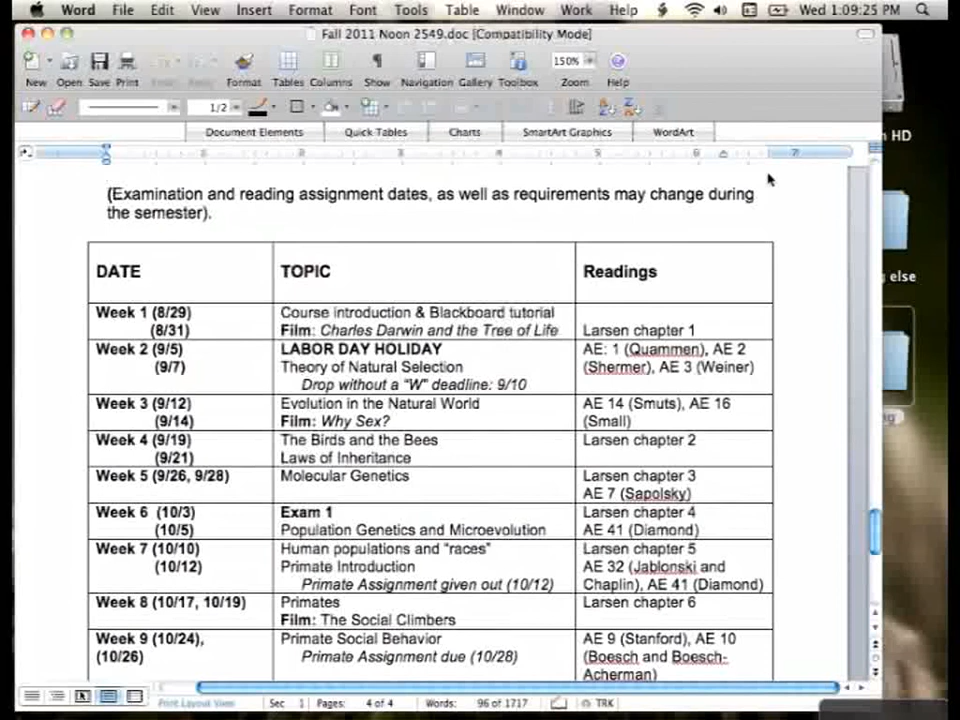 Word File Edit View Insert Format Font Tools Table Window Work Help Wed 1:09:25 PM
Fall 2011 Noon 2549.doc [Compatibility Mode]
150%
New Open Save Print Format Tables Columns Show Navigation Gallery Toolbox Zoom Help
1/2
Document Elements Quick Tables Charts SmartArt Graphics WordArt
HD
(Examination and reading assignment dates, as well as requirements may change during
the semester).
DATE TOPIC Readings
g else
Week 1 (8/29) Course introduction & Blackboard tutorial
(8/31) Film: Charles Darwin and the Tree of Life Larsen chapter 1
Week 2 (9/5) LABOR DAY HOLIDAY AE: 1 (Quammen), AE 2
(9/7) Theory of Natural Selection (Shermer), AE 3 (Weiner)
Drop without a "W" deadline: 9/10
Week 3 (9/12) Evolution in the Natural World AE 14 (Smuts), AE 16
(9/14) Film: Why Sex? (Small)
Week 4 (9/19) The Birds and the Bees Larsen chapter 2
(9/21) Laws of Inheritance
Week 5 (9/26, 9/28) Molecular Genetics Larsen chapter 3
AE 7 (Sapolsky)
Week 6 (10/3) Exam 1 Larsen chapter 4
(10/5) Population Genetics and Microevolution AE 41 (Diamond)
Week 7 (10/10) Human populations and "races" Larsen chapter 5
(10/12) Primate Introduction AE 32 (Jablonski and
Primate Assignment given out (10/12) Chaplin), AE 41 (Diamond)
Week 8 (10/17, 10/19) Primates Larsen chapter 6
Film: The Social Climbers
Week 9 (10/24), Primate Social Behavior AE 9 (Stanford), AE 10
(10/26) Primate Assignment due (10/28) (Boesch and Boesch-
Acherman)
Print Layout View Sec 1 Pages: 4 of 4 Words: 96 of 1717 TRK